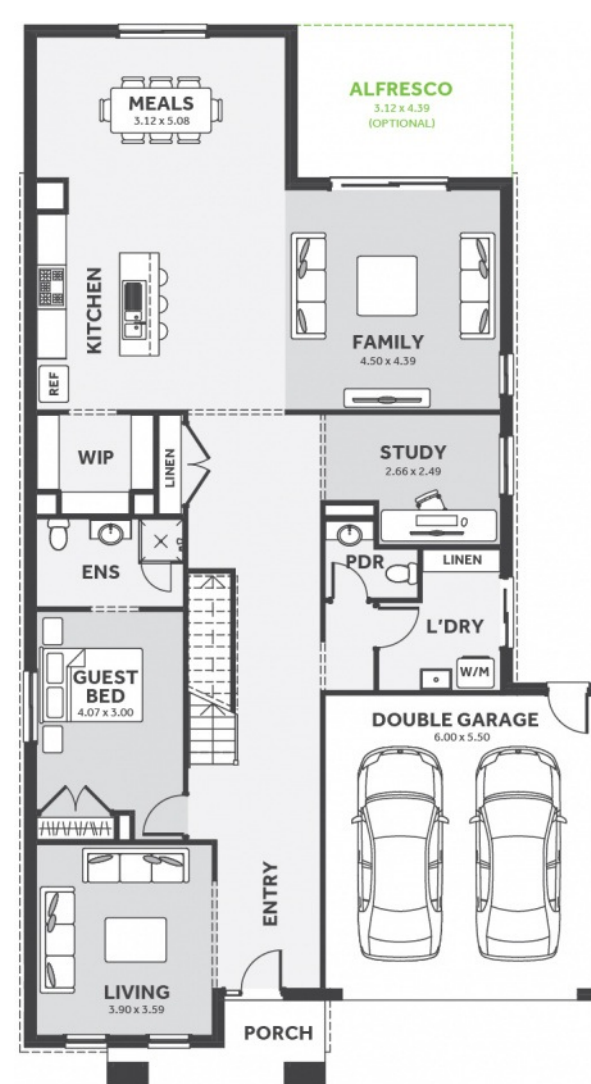 MEALS
3.12 x 5.08
ALFRESCO
3.12 x 4.39
(OPTIONAL)
KITCHEN
FAMILY
4.50 x 4.39
REF
WIP
LINEN
STUDY
2.66 x 2.49
ENS
PDR
LINEN
L'DRY
W/M
GUEST
BED
4.07 x 3.00
DOUBLE GARAGE
6.00 x 5.50
ENTRY
LIVING
3.90 x 3.59
PORCH